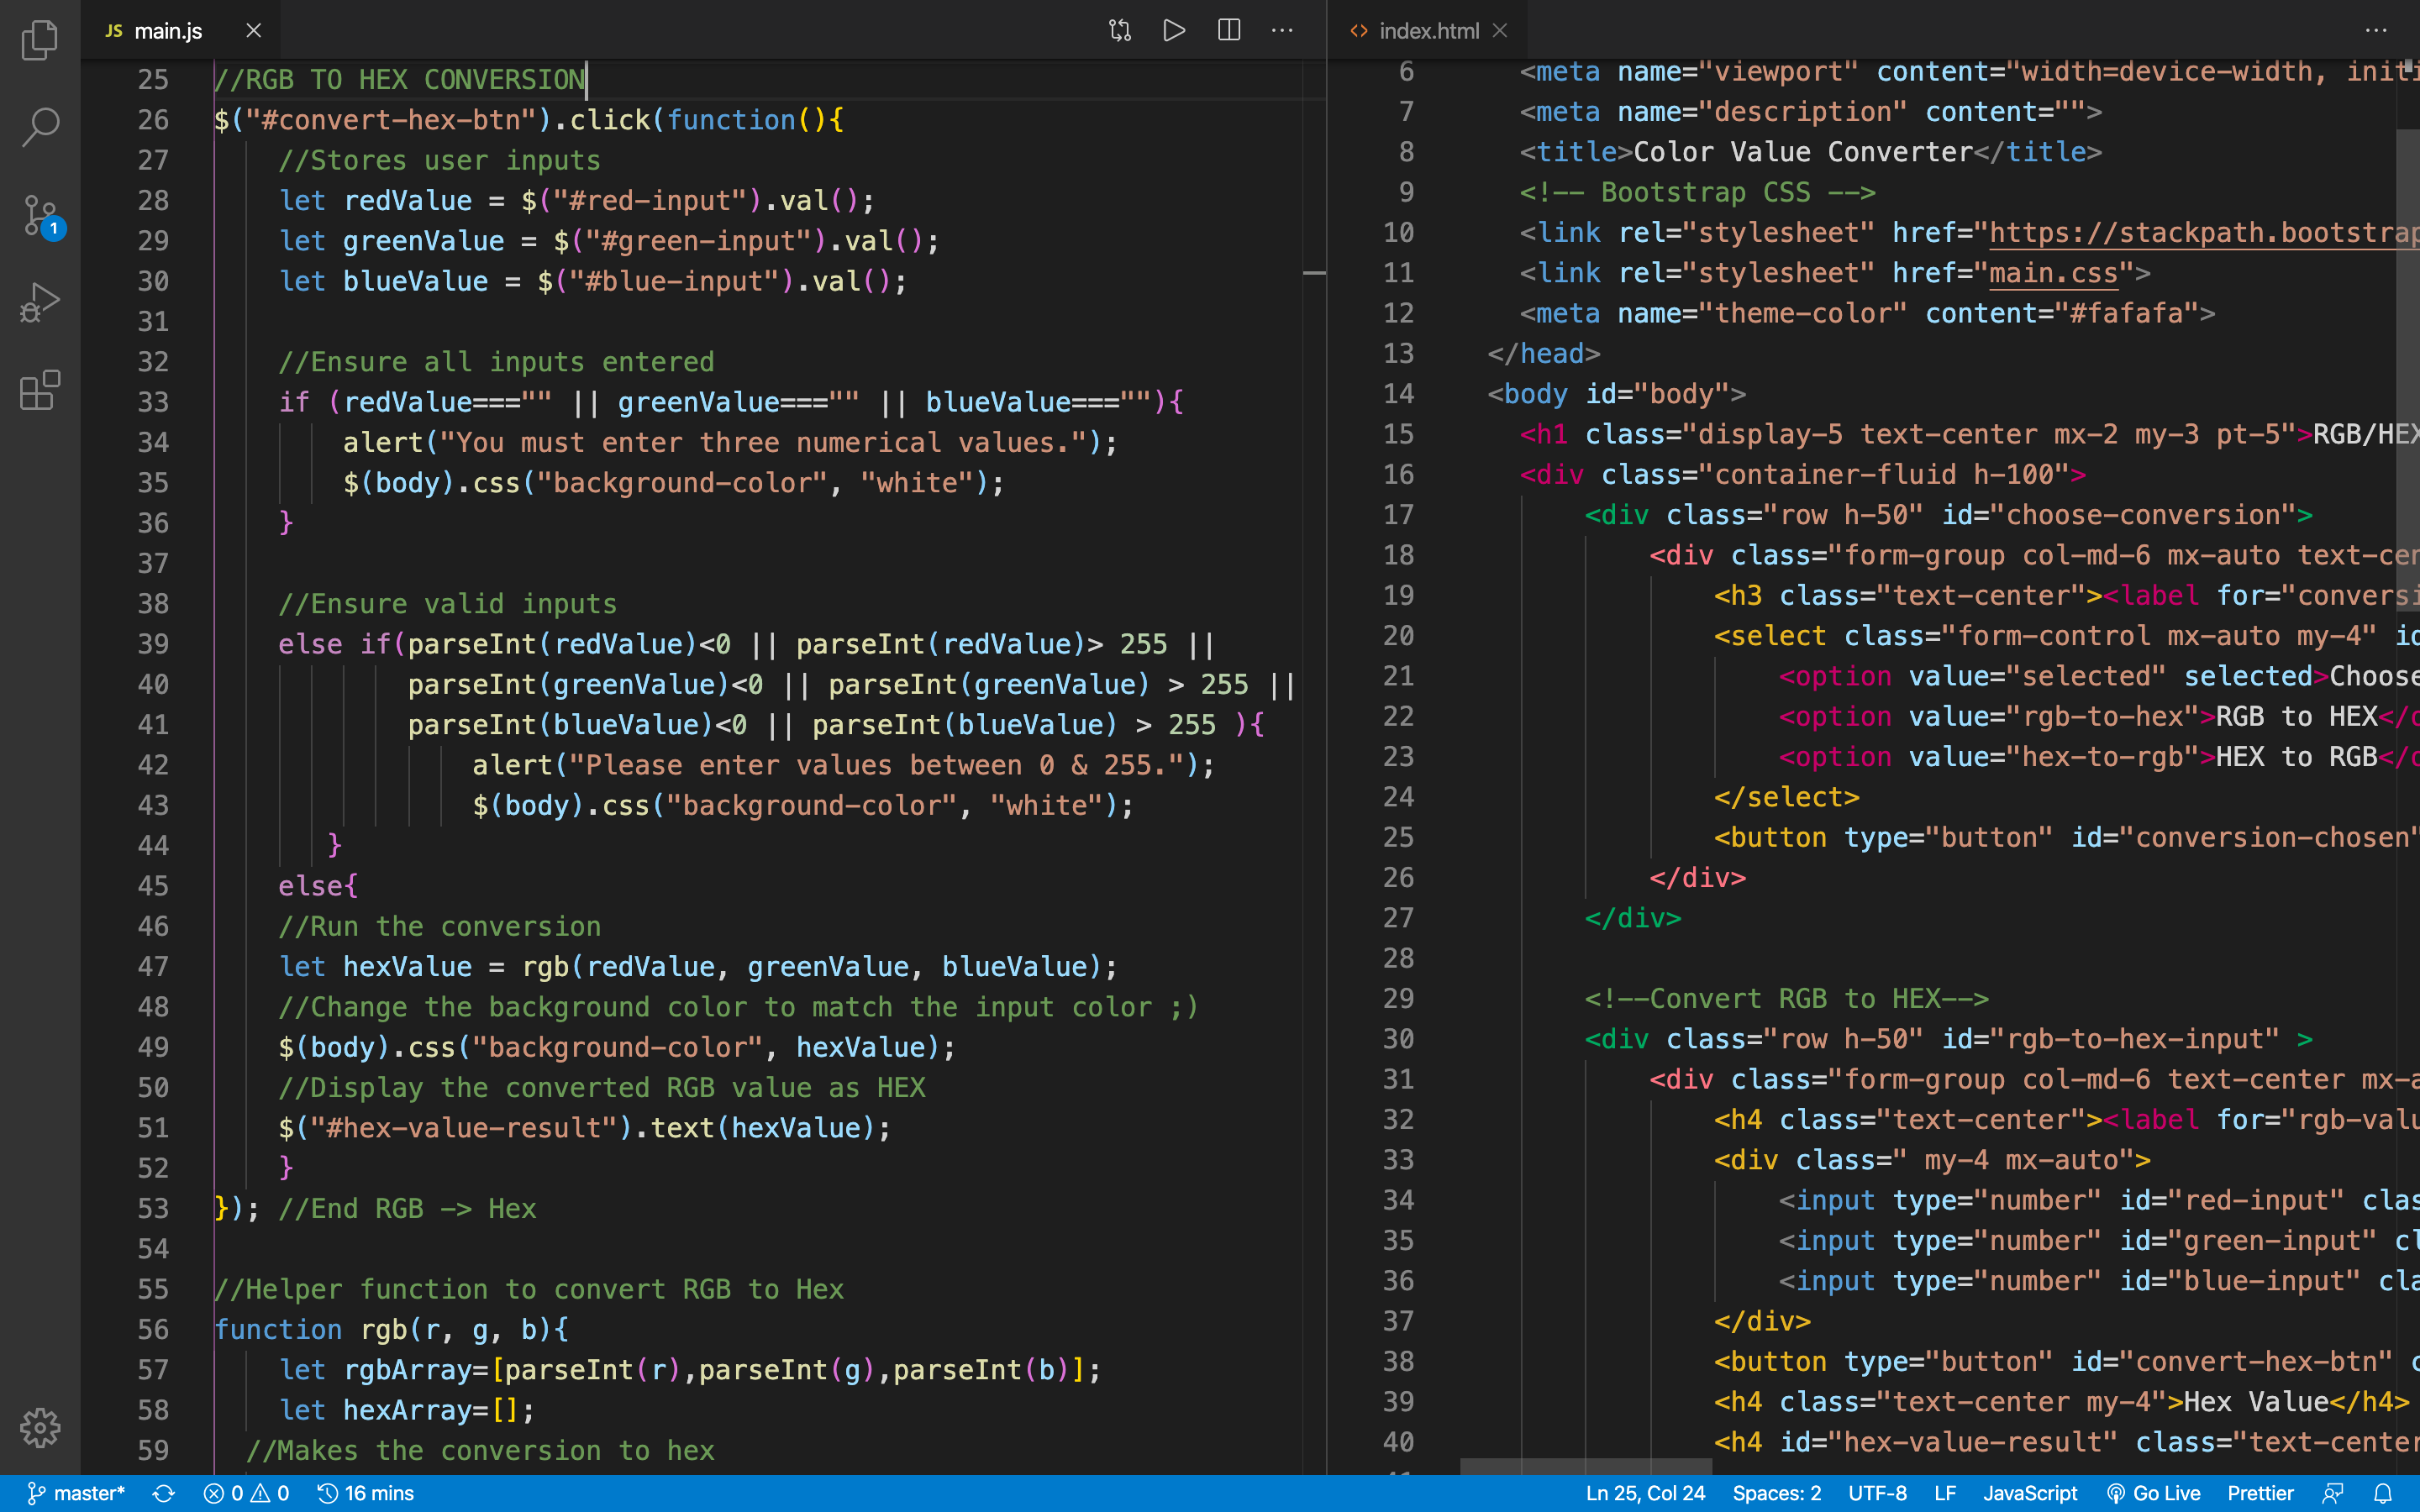 JS main.js
25 //RGB TO HEX CONVERSION
26 $("#convert-hex-btn").click(function(){
27 //Stores user inputs
28 let redValue = $("#red-input").val();
29 let greenValue = $("#green-input").val();
30 let blueValue = $("#blue-input").val();
31
32 //Ensure all inputs entered
33 if (redValue==="" || greenValue==="" || blueValue===""){
34 alert("You must enter three numerical values.");
35 $(body).css("background-color", "white");
36 }
37
38 //Ensure valid inputs
39 else if(parseInt(redValue)<0 || parseInt(redValue)> 255 ||
40 parseInt(greenValue)<0 || parseInt(greenValue) > 255 ||
41 parseInt(blueValue)<0 || parseInt(blueValue) > 255 ){
42 alert("Please enter values between 0 & 255.");
43 $(body).css("background-color", "white");
44 }
45 else{
46 //Run the conversion
47 let hexValue = rgb(redValue, greenValue, blueValue);
48 //Change the background color to match the input color ;)
49 $(body).css("background-color", hexValue);
50 //Display the converted RGB value as HEX
51 $("#hex-value-result").text(hexValue);
52 }
53 }); //End RGB -> Hex
54
55 //Helper function to convert RGB to Hex
56 function rgb(r, g, b){
57 let rgbArray=[parseInt(r),parseInt(g),parseInt(b)];
58 let hexArray=[];
59 //Makes the conversion to hex
<> index.html
6 <meta name="viewport" content="width=device-width, initi
7 <meta name="description" content="">
8 <title>Color Value Converter</title>
9 <!-- Bootstrap CSS -->
10 <link rel="stylesheet" href="https://stackpath.bootstrap
11 <link rel="stylesheet" href="main.css">
12 <meta name="theme-color" content="#fafafa">
13 </head>
14 <body id="body">
15 <h1 class="display-5 text-center mx-2 my-3 pt-5">RGB/HEX
16 <div class="container-fluid h-100">
17 <div class="row h-50" id="choose-conversion">
18 <div class="form-group col-md-6 mx-auto text-cen
19 <h3 class="text-center"><label for="conversi
20 <select class="form-control mx-auto my-4" id
21 <option value="selected" selected>Choose
22 <option value="rgb-to-hex">RGB to HEX</o
23 <option value="hex-to-rgb">HEX to RGB</o
24 </select>
25 <button type="button" id="conversion-chosen"
26 </div>
27 </div>
28
29 <!--Convert RGB to HEX-->
30 <div class="row h-50" id="rgb-to-hex-input" >
31 <div class="form-group col-md-6 text-center mx-a
32 <h4 class="text-center"><label for="rgb-valu
33 <div class=" my-4 mx-auto">
34 <input type="number" id="red-input" clas
35 <input type="number" id="green-input" cl
36 <input type="number" id="blue-input" cla
37 </div>
38 <button type="button" id="convert-hex-btn" c
39 <h4 class="text-center my-4">Hex Value</h4>
40 <h4 id="hex-value-result" class="text-center
1
master* 0 0 16 mins Ln 25, Col 24 Spaces: 2 UTF-8 LF JavaScript Go Live Prettier